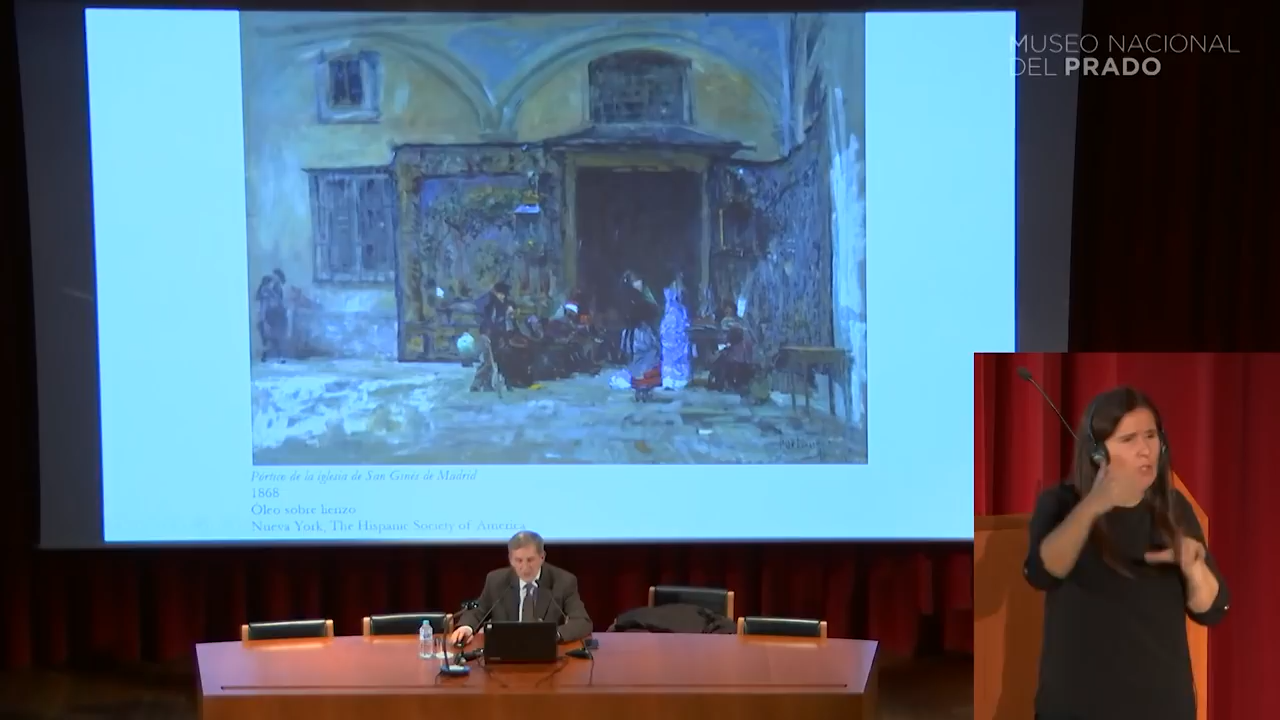 MUSEO NACIONAL
DEL PRADO
Pórtico de la iglesia de San Ginés de Madrid
1868
Óleo sobre lienzo
Nueva York, The Hispanic Society of America